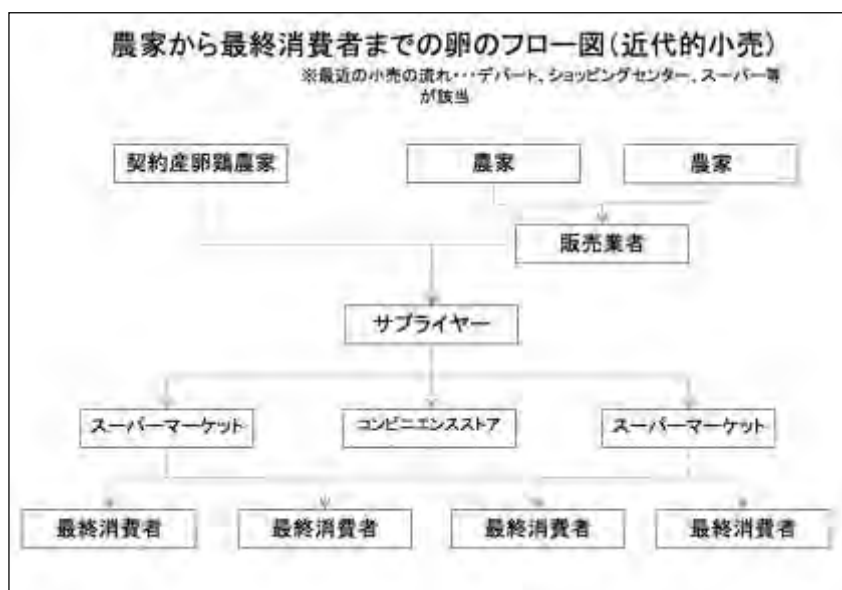 農家から最終消費者までの卵のフロー図(近代的小売)
※最近の小売の流れ・・・デパート、ショッピングセンター、スーパー等
が該当
契約産卵鶏農家
農家
農家
販売業者
サプライヤー
スーパーマーケット
コンビニエンスストア
スーパーマーケット
最終消費者
最終消費者
最終消費者
最終消費者